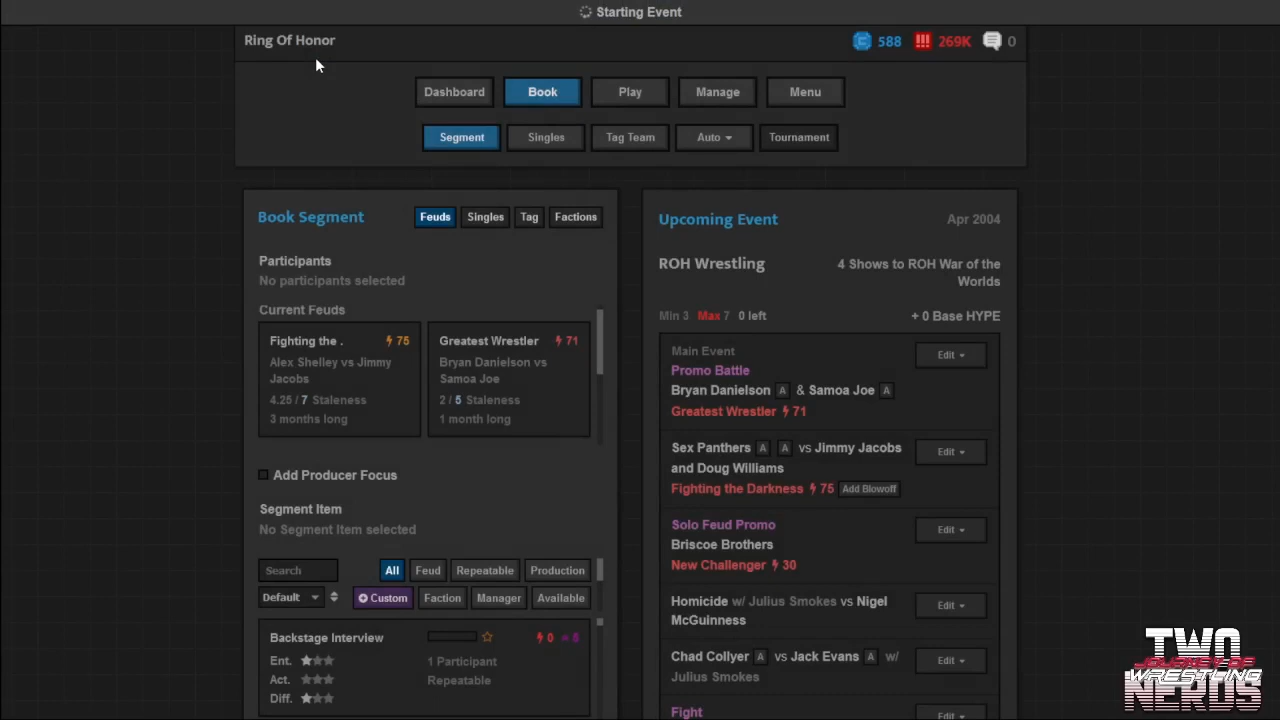 Starting Event
Ring Of Honor
588
269K
0
Dashboard
Book
Play
Manage
Menu
Segment
Singles
Tag Team
Auto
Tournament
Book Segment
Feuds
Singles
Tag
Factions
Participants
No participants selected
Current Feuds
Fighting the .
75
Alex Shelley vs Jimmy
Jacobs
4.25 / 7 Staleness
3 months long
Greatest Wrestler
71
Bryan Danielson vs
Samoa Joe
2 / 5 Staleness
1 month long
Add Producer Focus
Segment Item
No Segment Item selected
Search
All
Feud
Repeatable
Production
Default
Custom
Faction
Manager
Available
Backstage Interview
0
6
Ent.
1 Participant
Act.
Repeatable
Diff.
Upcoming Event
Apr 2004
ROH Wrestling
4 Shows to ROH War of the
Worlds
Min 3 Max 7 0 left
+ 0 Base HYPE
Main Event
Edit
Promo Battle
Bryan Danielson A & Samoa Joe A
Greatest Wrestler 71
Sex Panthers A A vs Jimmy Jacobs
and Doug Williams
Edit
Fighting the Darkness 75 Add Blowoff
Solo Feud Promo
Edit
Briscoe Brothers
New Challenger 30
Homicide w/ Julius Smokes vs Nigel
McGuinness
Edit
Chad Collyer A vs Jack Evans A w/
Julius Smokes
Edit
Fight
Edit
TWO
JOURNEY OF
WRESTLING
NERDS